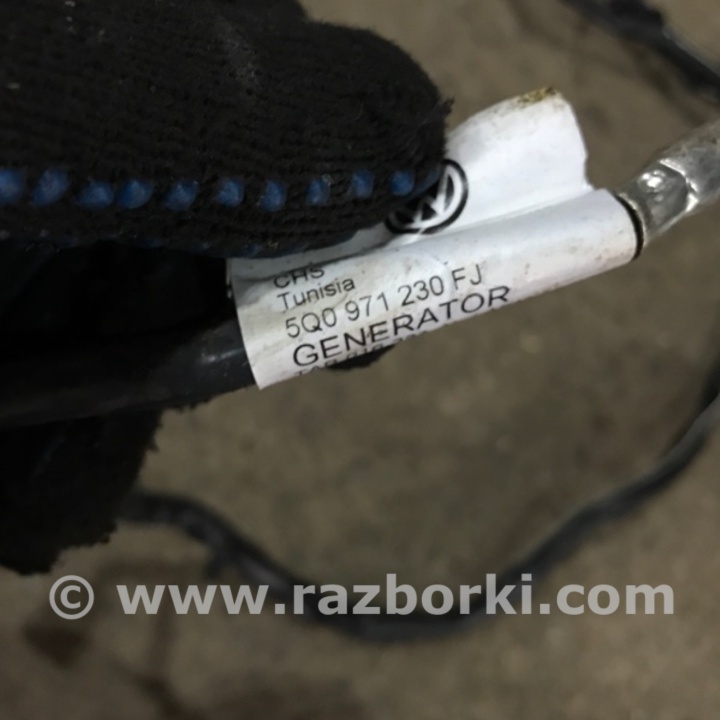 CHS
Tunisia
5Q0 971 230 FJ
GENERATOR
© www.razborki.com